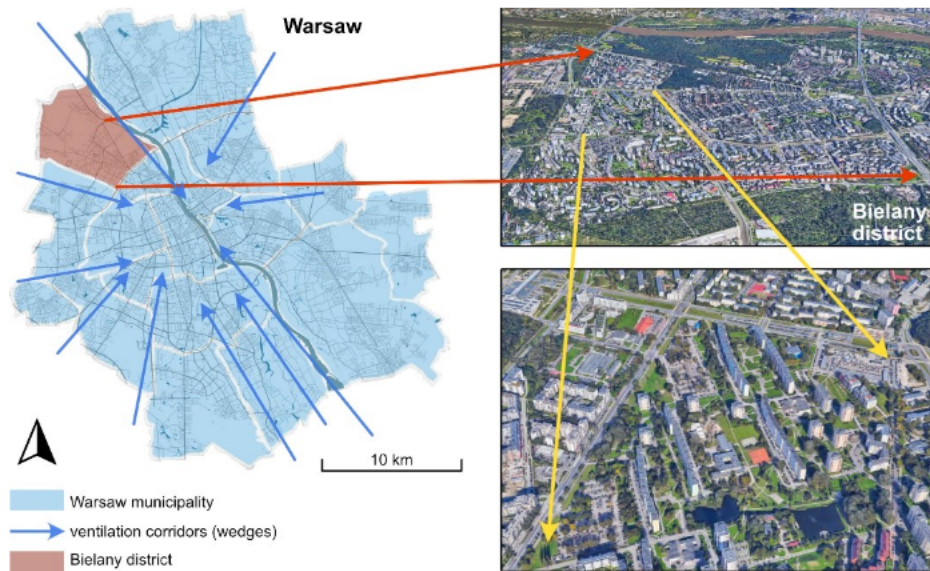 Warsaw
Bielany
district
10 km
Warsaw municipality
ventilation corridors (wedges)
Bielany district